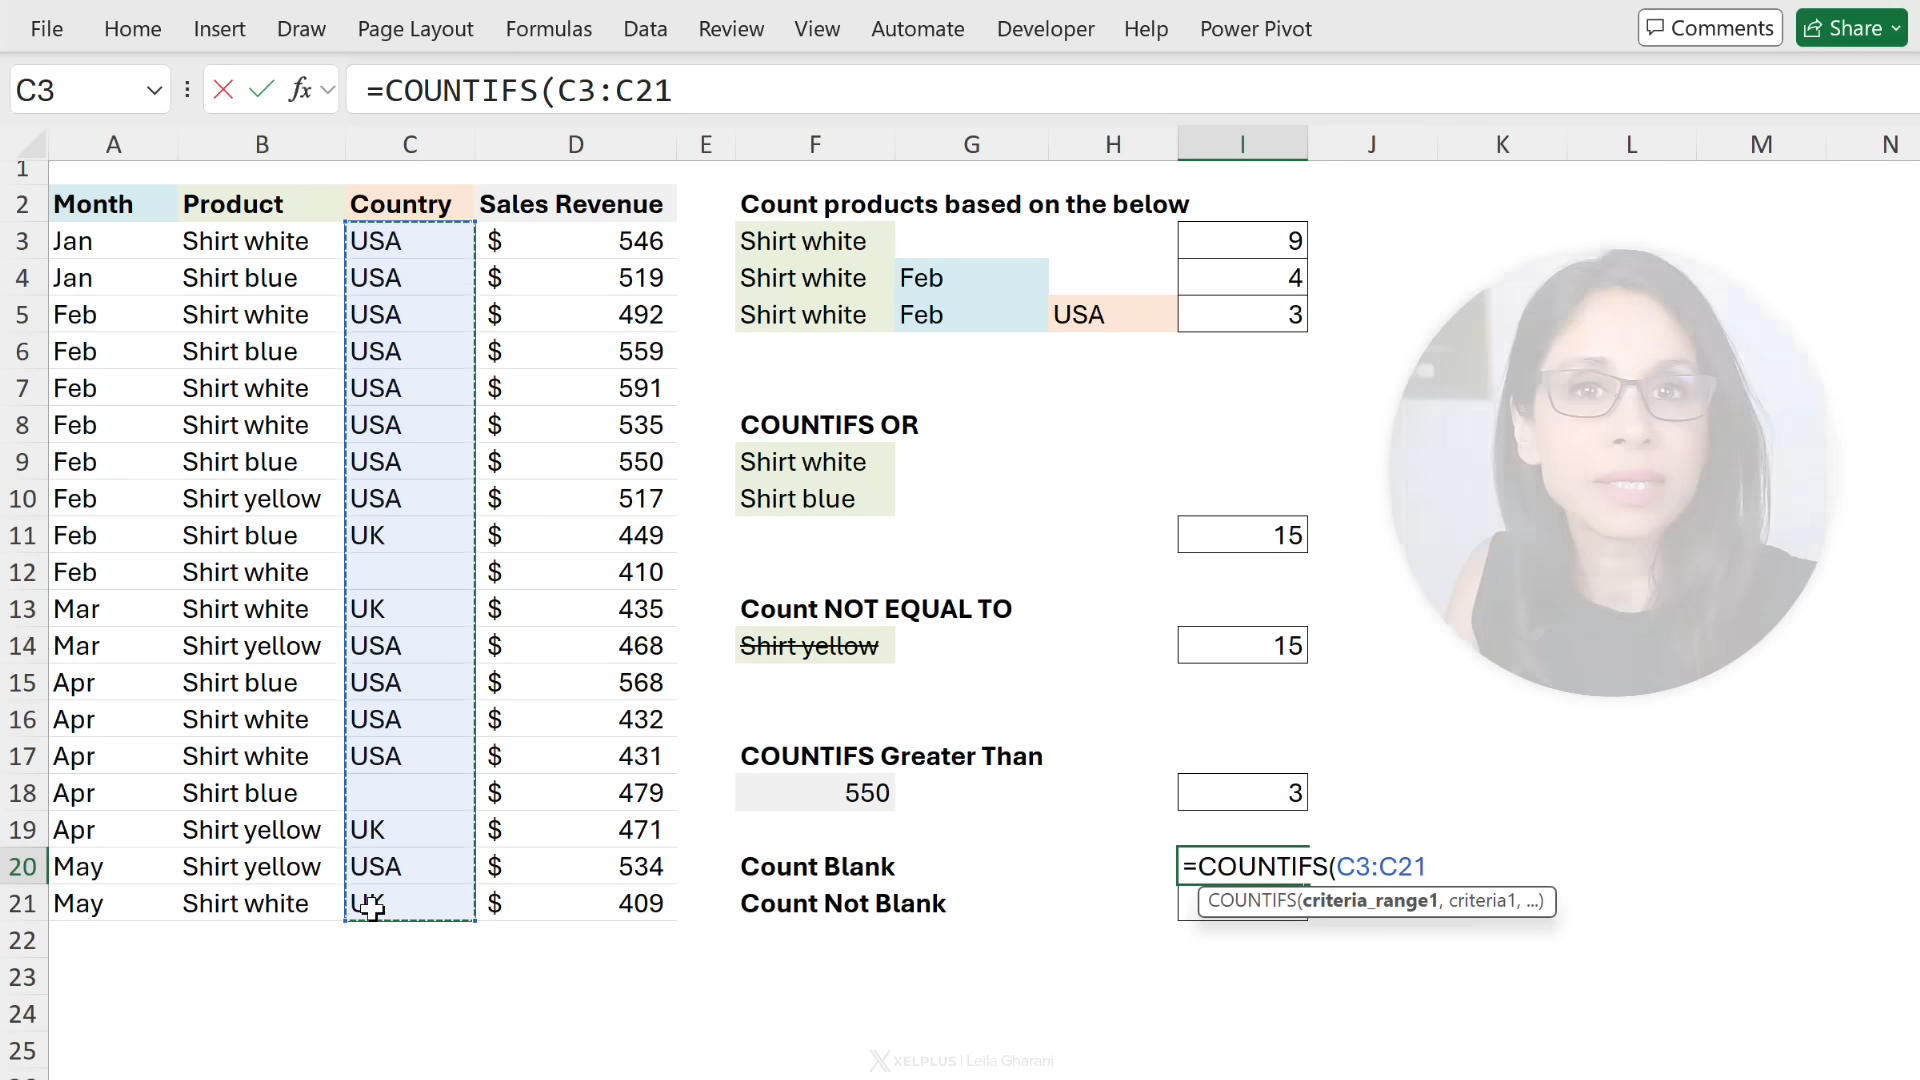 File Home Insert Draw Page Layout Formulas Data Review View Automate Developer Help Power Pivot Comments Share
C3 fx =COUNTIFS(C3:C21
A B C D E F G H I J K L M N
1
2 Month Product Country Sales Revenue Count products based on the below
3 Jan Shirt white USA $ 546 Shirt white 9
4 Jan Shirt blue USA $ 519 Shirt white Feb 4
5 Feb Shirt white USA $ 492 Shirt white Feb USA 3
6 Feb Shirt blue USA $ 559
7 Feb Shirt white USA $ 591
8 Feb Shirt white USA $ 535 COUNTIFS OR
9 Feb Shirt blue USA $ 550 Shirt white
10 Feb Shirt yellow USA $ 517 Shirt blue
11 Feb Shirt blue UK $ 449 15
12 Feb Shirt white $ 410
13 Mar Shirt white UK $ 435 Count NOT EQUAL TO
14 Mar Shirt yellow USA $ 468 Shirt yellow 15
15 Apr Shirt blue USA $ 568
16 Apr Shirt white USA $ 432
17 Apr Shirt white USA $ 431 COUNTIFS Greater Than
18 Apr Shirt blue $ 479 550 3
19 Apr Shirt yellow UK $ 471
20 May Shirt yellow USA $ 534 Count Blank =COUNTIFS(C3:C21
21 May Shirt white UK $ 409 Count Not Blank COUNTIFS(criteria_range1, criteria1, ...)
22
23
24
25
XELPLUS | Leila Gharani